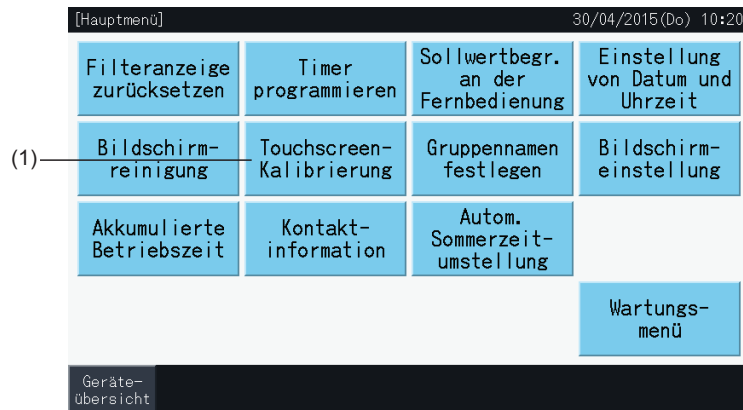 [Hauptmenü] 30/04/2015(Do) 10:20
Filteranzeige
zurücksetzen
Timer
programmieren
Sollwertbegr.
an der
Fernbedienung
Einstellung
von Datum und
Uhrzeit
(1)
Bildschirm-
reinigung
Touchscreen-
Kalibrierung
Gruppennamen
festlegen
Bildschirm-
einstellung
Akkumulierte
Betriebszeit
Kontakt-
information
Autom.
Sommerzeit-
umstellung
Wartungs-
menü
Geräte-
übersicht